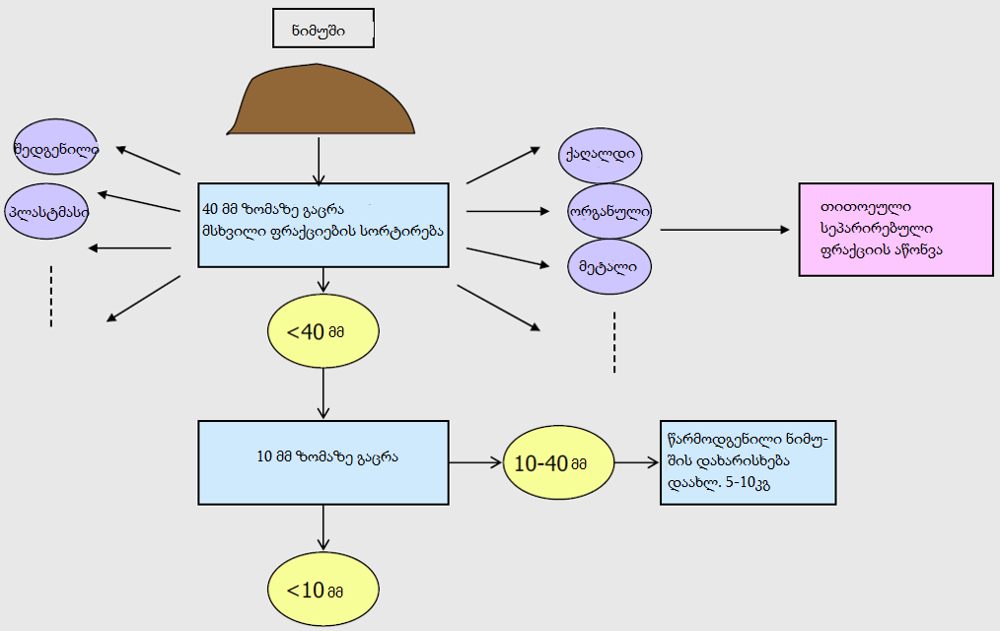 ნიმუში
შედგენილი
პლასტმასი
40 მმ ზომაზე გაცრა
მსხვილი ფრაქციების სორტირება
ქაღალდი
ორგანული
მეტალი
თითოეული
სეპარირებული
ფრაქციის აწონვა
<40 მმ
10 მმ ზომაზე გაცრა
10-40 მმ
წარმოდგენილი ნიმუ-
შის დახარისხება
დაახლ. 5-10კგ
<10 მმ